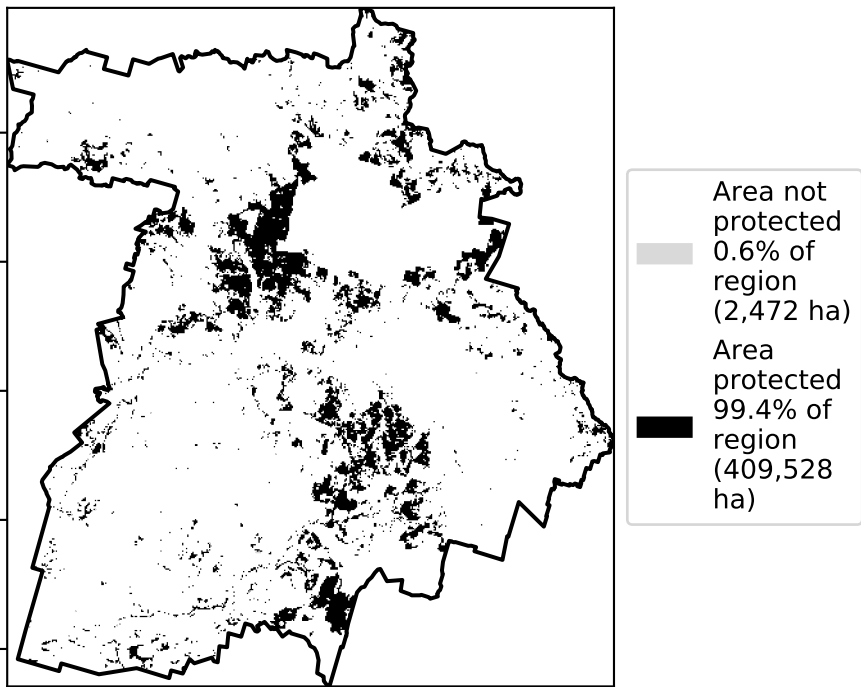 Area not
protected
0.6% of
region
(2,472 ha)
Area
protected
99.4% of
region
(409,528
ha)